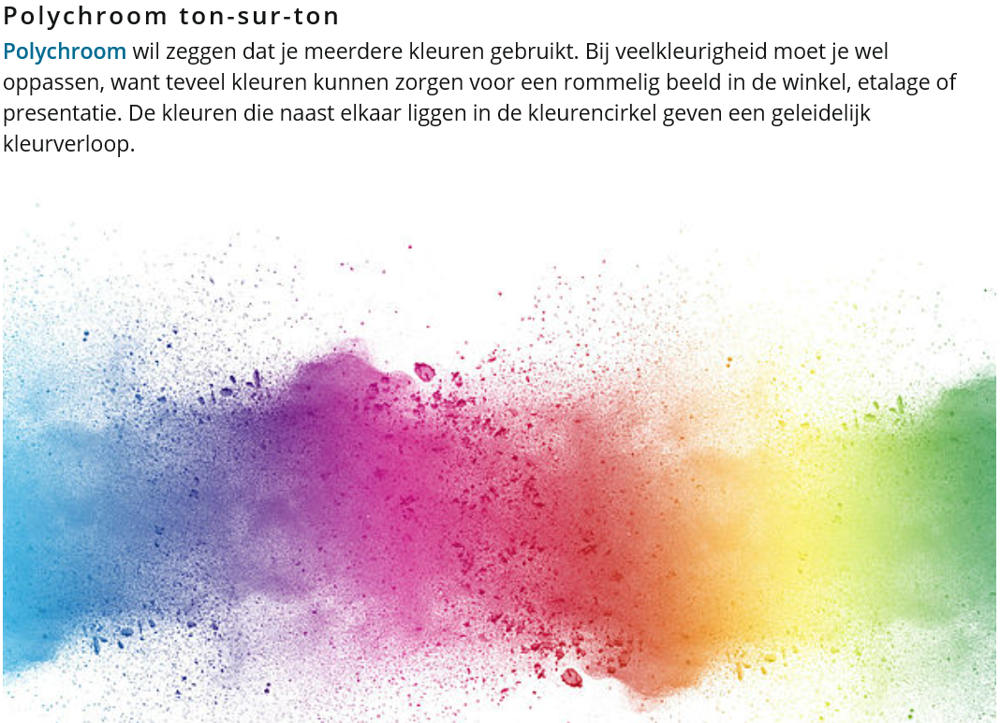 Polychroom ton-sur-ton
Polychroom wil zeggen dat je meerdere kleuren gebruikt. Bij veelkleurigheid moet je wel
oppassen, want teveel kleuren kunnen zorgen voor een rommelig beeld in de winkel, etalage of
presentatie. De kleuren die naast elkaar liggen in de kleurencirkel geven een geleidelijk
kleurverloop.